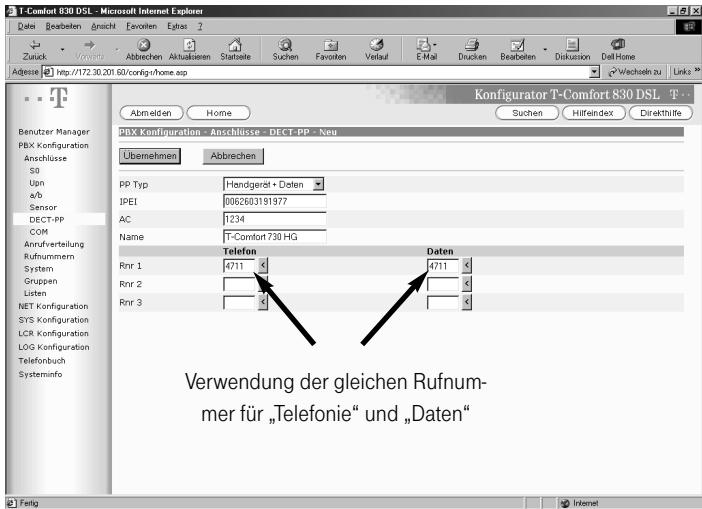 T-Comfort 830 DSL - Microsoft Internet Explorer
Datei Bearbeiten Ansicht Favoriten Extras ?
Zurück Vorwärts Abbrechen Aktualisieren Startseite Suchen Favoriten Verlauf E-Mail Drucken Bearbeiten Diskussion Dell Home
Adresse http://172.30.201.60/config-r/home.asp Wechseln zu Links »
T
Konfigurator T-Comfort 830 DSL T
Abmelden Home Suchen Hilfeindex Direkthilfe
PBX Konfiguration - Anschlüsse - DECT-PP - Neu
Übernehmen Abbrechen
Benutzer Manager
PBX Konfiguration
Anschlüsse
S0
Upn
a/b
Sensor
DECT-PP
COM
Anrufverteilung
Rufnummern
System
Gruppen
Listen
NET Konfiguration
SYS Konfiguration
LCR Konfiguration
LOG Konfiguration
Telefonbuch
Systeminfo
PP Typ Handgerät + Daten
IPEI 0062603191977
AC 1234
Name T-Comfort 730 HG
Telefon Daten
Rnr 1 4711 < 4711 <
Rnr 2 < <
Rnr 3 < <
Verwendung der gleichen Rufnum-
mer für „Telefonie“ und „Daten“
Fertig Internet